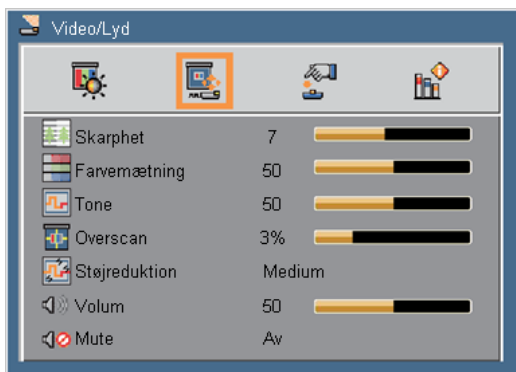 Video/Lyd
Skarphet 7
Farvemætning 50
Tone 50
Overscan 3%
Støjreduktion Medium
Volum 50
Mute Av